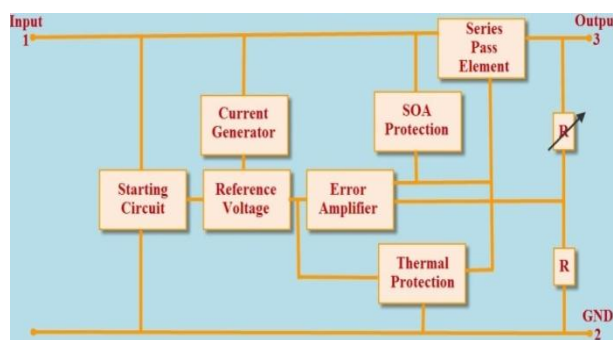 Input
1
Series
Pass
Element
Output
3
Current
Generator
SOA
Protection
R
Starting
Circuit
Reference
Voltage
Error
Amplifier
Thermal
Protection
R
GND
2